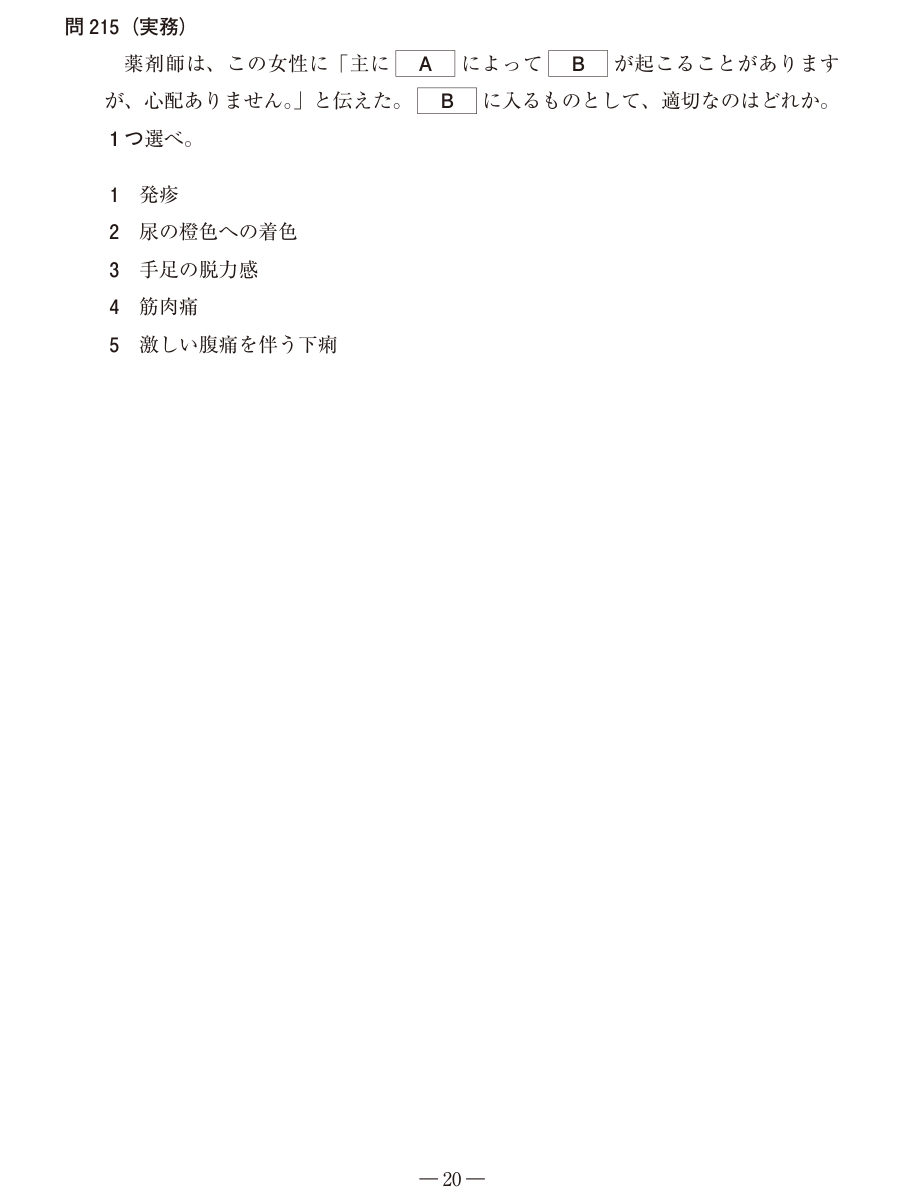 問 215（実務）
薬剤師は、この女性に「主に A によって B が起こることがあります
が、心配ありません。」と伝えた。 B に入るものとして、適切なのはどれか。
1つ選べ。
1 発疹
2 尿の橙色への着色
3 手足の脱力感
4 筋肉痛
5 激しい腹痛を伴う下痢
― 20 ―